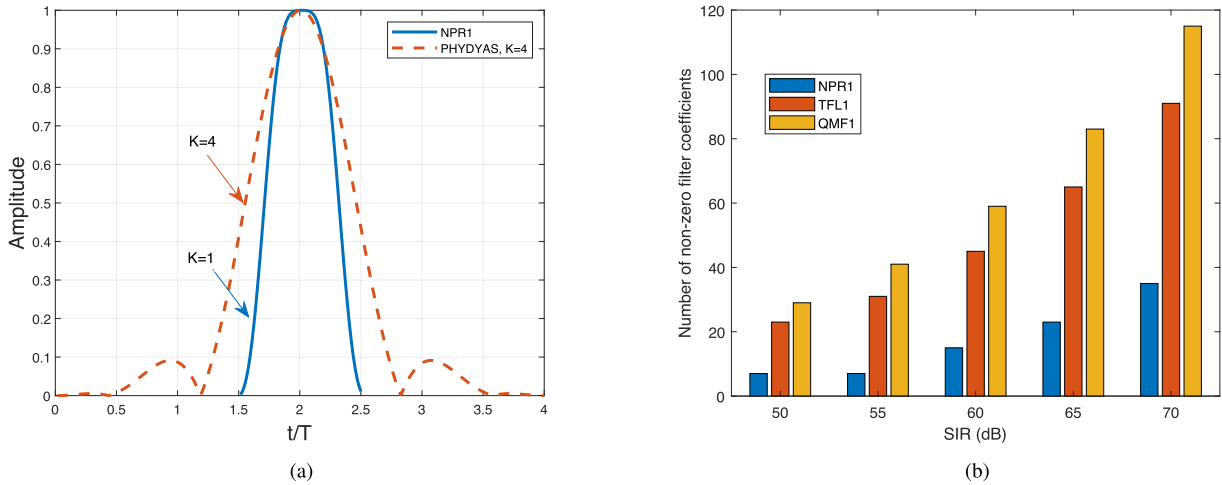 1
0.9
0.8
0.7
0.6
0.5
0.4
0.3
0.2
0.1
0
Amplitude
NPR1
PHYDYAS, K=4
K=4
K=1
0 0.5 1 1.5 2 2.5 3 3.5 4
t/T
(a)
120
100
80
60
40
20
0
Number of non-zero filter coefficients
NPR1
TFL1
QMF1
50 55 60 65 70
SIR (dB)
(b)